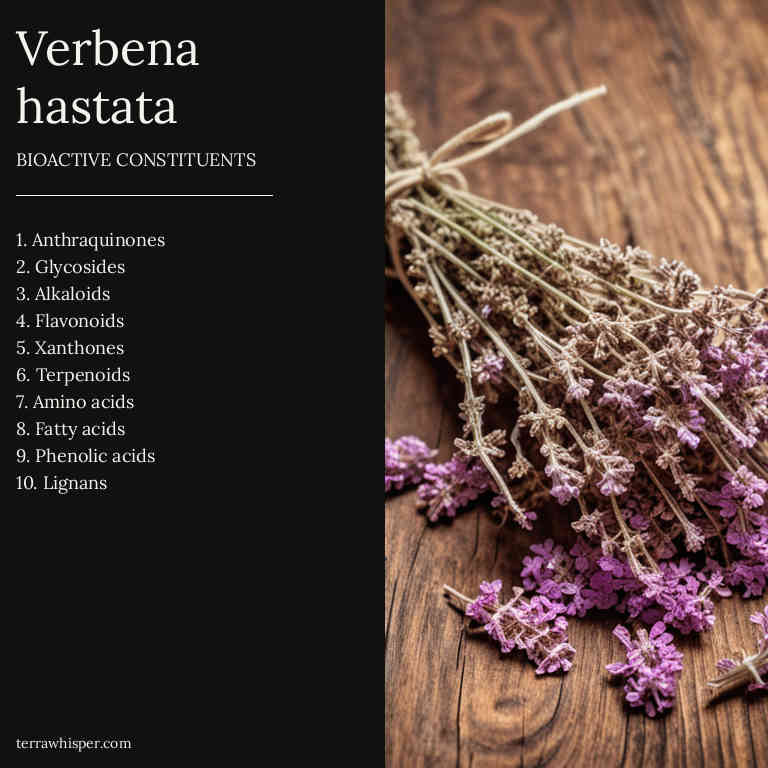 Verbena
hastata
BIOACTIVE CONSTITUENTS
1. Anthraquinones
2. Glycosides
3. Alkaloids
4. Flavonoids
5. Xanthones
6. Terpenoids
7. Amino acids
8. Fatty acids
9. Phenolic acids
10. Lignans
terrawhisper.com